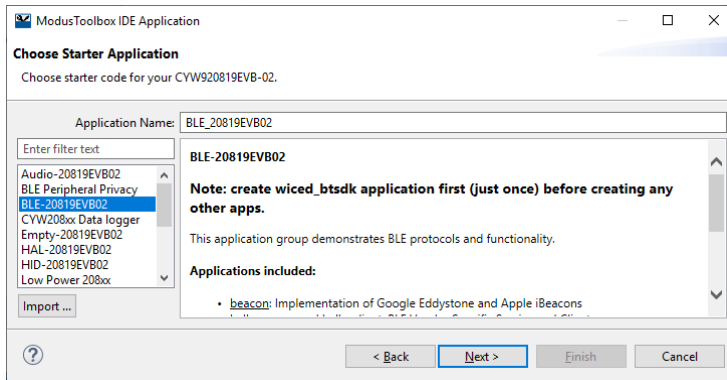 ModusToolbox IDE Application
Choose Starter Application
Choose starter code for your CYW920819EVB-02.
Application Name: BLE_20819EVB02
Enter filter text
Audio-20819EVB02
BLE Peripheral Privacy
BLE-20819EVB02
CYW208xx Data logger
Empty-20819EVB02
HAL-20819EVB02
HID-20819EVB02
Low Power 208xx
Import ...
BLE-20819EVB02
Note: create wiced_btsdk application first (just once) before creating any
other apps.
This application group demonstrates BLE protocols and functionality.
Applications included:
• beacon: Implementation of Google Eddystone and Apple iBeacons
? < Back Next > Finish Cancel